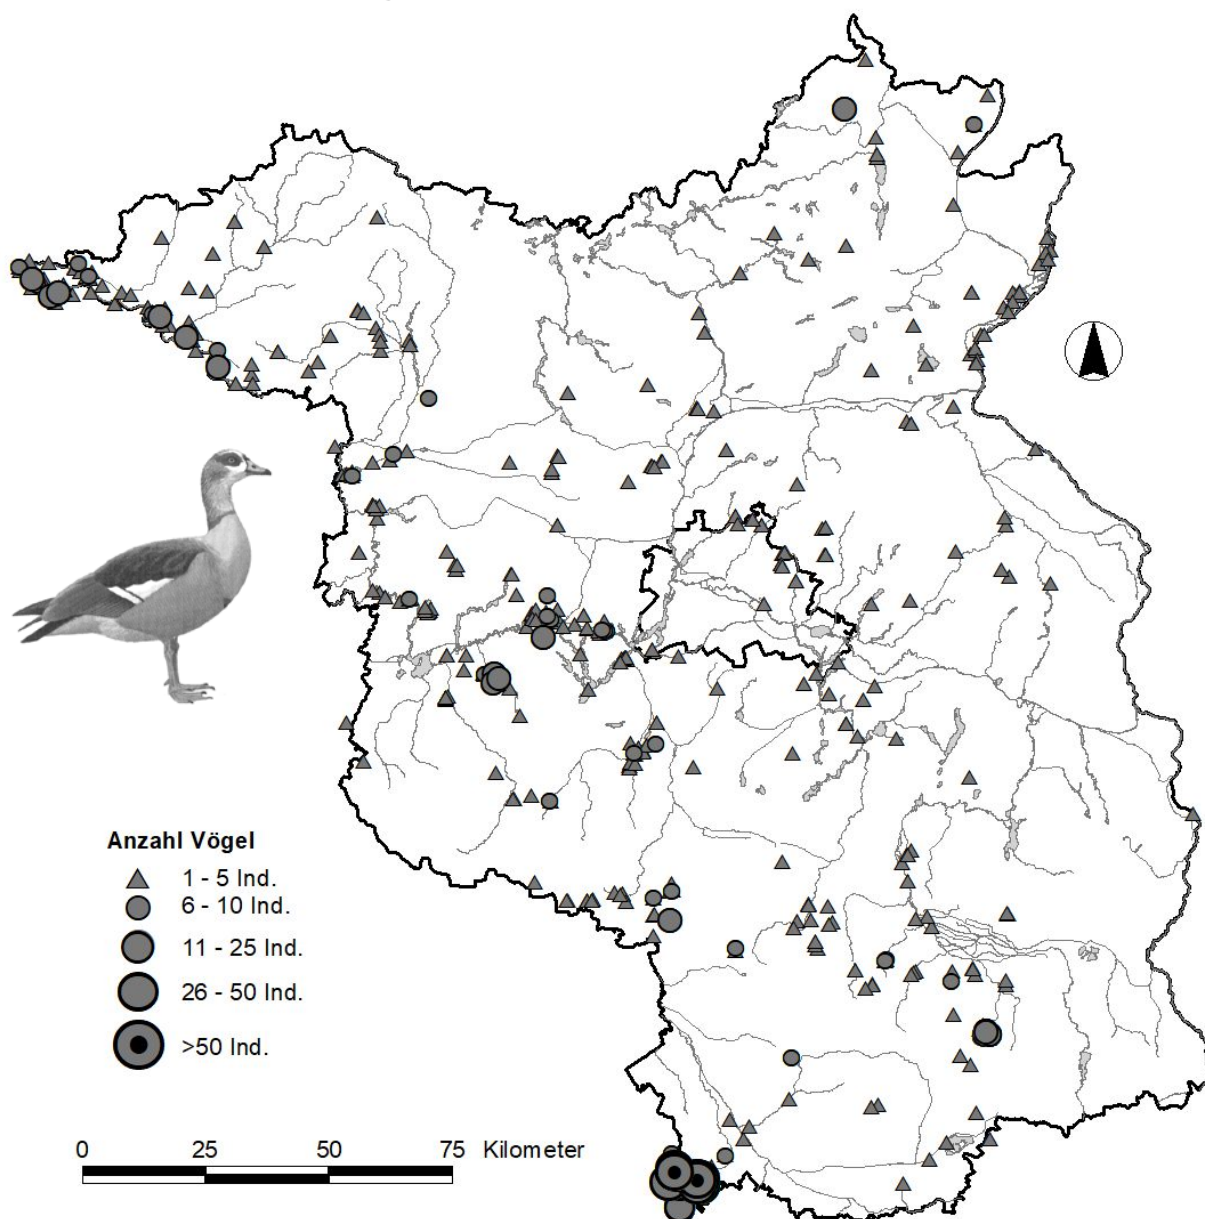 Anzahl Vögel
1 - 5 Ind.
6 - 10 Ind.
11 - 25 Ind.
26 - 50 Ind.
>50 Ind.
0 25 50 75 Kilometer